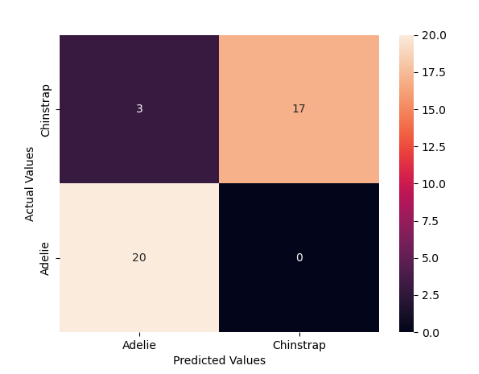 20.0
17.5
15.0
12.5
10.0
7.5
5.0
2.5
0.0
Actual Values
Chinstrap
Adelie
3 17
20 0
Adelie Chinstrap
Predicted Values